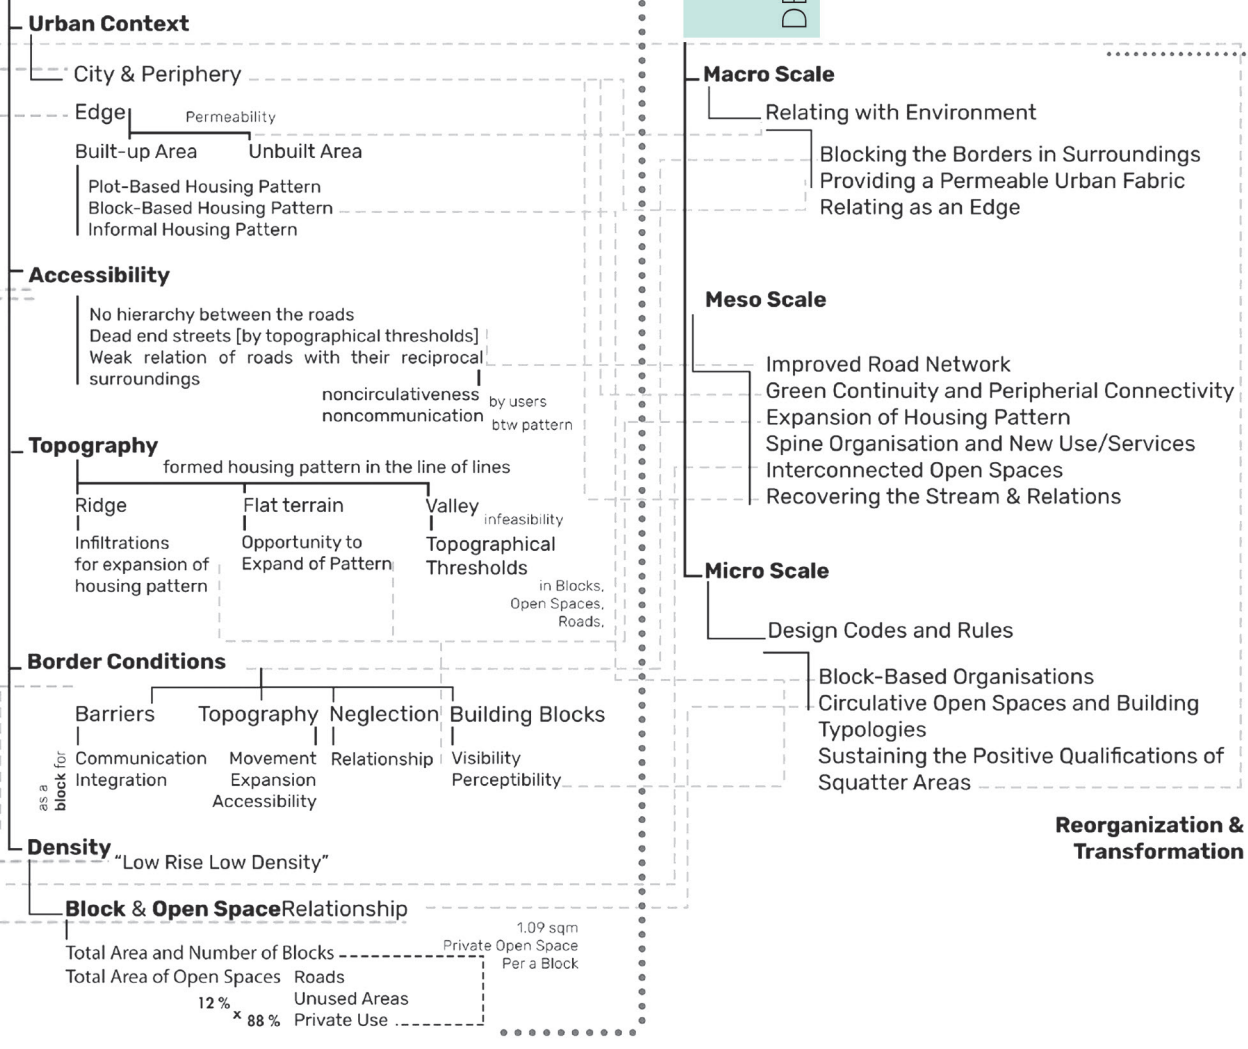 Urban Context
City & Periphery
Edge
Permeability
Built-up Area
Unbuilt Area
Plot-Based Housing Pattern
Block-Based Housing Pattern
Informal Housing Pattern
Accessibility
No hierarchy between the roads
Dead end streets [by topographical thresholds]
Weak relation of roads with their reciprocal
surroundings
noncirculativeness by users
noncommunication btw pattern
Topography
formed housing pattern in the line of lines
Ridge
Infiltrations
for expansion of
housing pattern
Flat terrain
Opportunity to
Expand of Pattern
Valley
infeasibility
Topographical
Thresholds
in Blocks,
Open Spaces,
Roads,
Border Conditions
Barriers
Communication
Integration
as a
block for
Topography
Movement
Expansion
Accessibility
Neglection
Relationship
Building Blocks
Visibility
Perceptibility
Density
“Low Rise Low Density”
Block & Open SpaceRelationship
Total Area and Number of Blocks
Total Area of Open Spaces
Roads
Unused Areas
Private Use
12 % x 88 %
1.09 sqm
Private Open Space
Per a Block
DE
Macro Scale
Relating with Environment
Blocking the Borders in Surroundings
Providing a Permeable Urban Fabric
Relating as an Edge
Meso Scale
Improved Road Network
Green Continuity and Peripherial Connectivity
Expansion of Housing Pattern
Spine Organisation and New Use/Services
Interconnected Open Spaces
Recovering the Stream & Relations
Micro Scale
Design Codes and Rules
Block-Based Organisations
Circulative Open Spaces and Building
Typologies
Sustaining the Positive Qualifications of
Squatter Areas
Reorganization &
Transformation